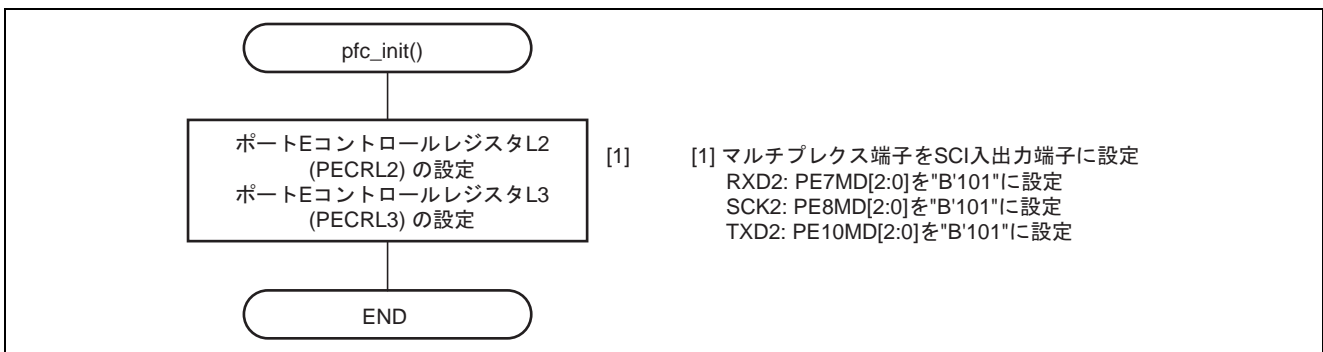 pfc_init()
ポートEコントロールレジスタL2
(PECRL2) の設定
ポートEコントロールレジスタL3
(PECRL3) の設定
[1]
[1] マルチプレクス端子をSCI入出力端子に設定
RXD2: PE7MD[2:0]を"B'101"に設定
SCK2: PE8MD[2:0]を"B'101"に設定
TXD2: PE10MD[2:0]を"B'101"に設定
END